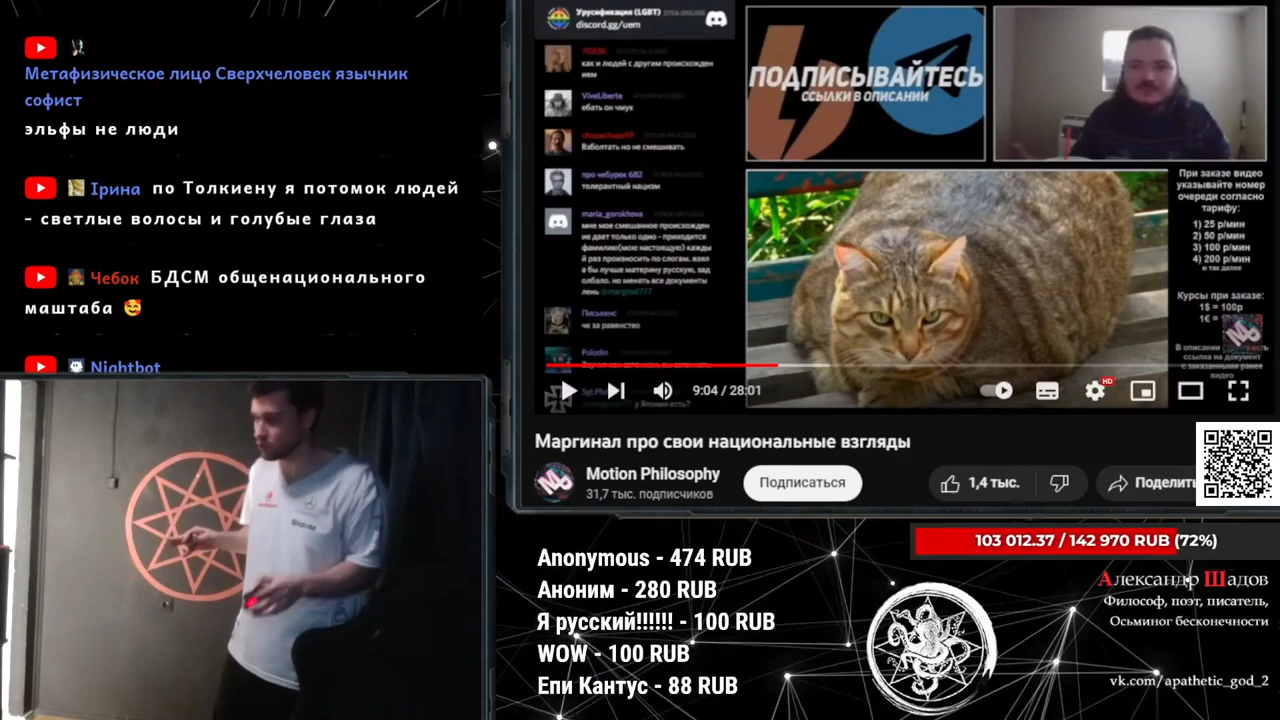 Метафизическое лицо Сверхчеловек язычник
софист
эльфы не люди
Ірина по Толкиену я потомок людей
- светлые волосы и голубые глаза
Чебок БДСМ общенационального
маштаба 🥰
Nightbot
Урусификация (LGBT)
discord.gg/uem
как и людей с другим происхожден
ием
ViveLiberte
ебать он чмук
chopachops99
Взболтать но не смешивать
про чебурек 682
толерантный нацизм
maria_gorokhova
мне мое смешанное происхожден
ие дает только одно - приходится
фамилию(мою настоящую) кажды
й раз произносить по слогам. взял
а бы лучше материну русскую, зад
олбало. но менять все документы
лень @marginal777
Письkенс
че за равенство
Poladin
у Японии есть?
ПОДПИСЫВАЙТЕСЬ
ССЫЛКИ В ОПИСАНИИ
При заказе видео
указывайте номер
очереди согласно
тарифу:
1) 25 р/мин
2) 50 р/мин
3) 100 р/мин
4) 200 р/мин
и так далее
Курсы при заказе:
1$ = 100р
1€ =
В описании
ссылка на документ
с заказанными ранее
видео
9:04 / 28:01
HD
Маргинал про свои национальные взгляды
Motion Philosophy
31,7 тыс. подписчиков
Подписаться
1,4 тыс.
Поделить
103 012.37 / 142 970 RUB (72%)
Anonymous - 474 RUB
Аноним - 280 RUB
Я русский!!!!!! - 100 RUB
WOW - 100 RUB
Епи Кантус - 88 RUB
Александр Шадов
Философ, поэт, писатель,
Осьминог бесконечности
vk.com/apathetic_god_2